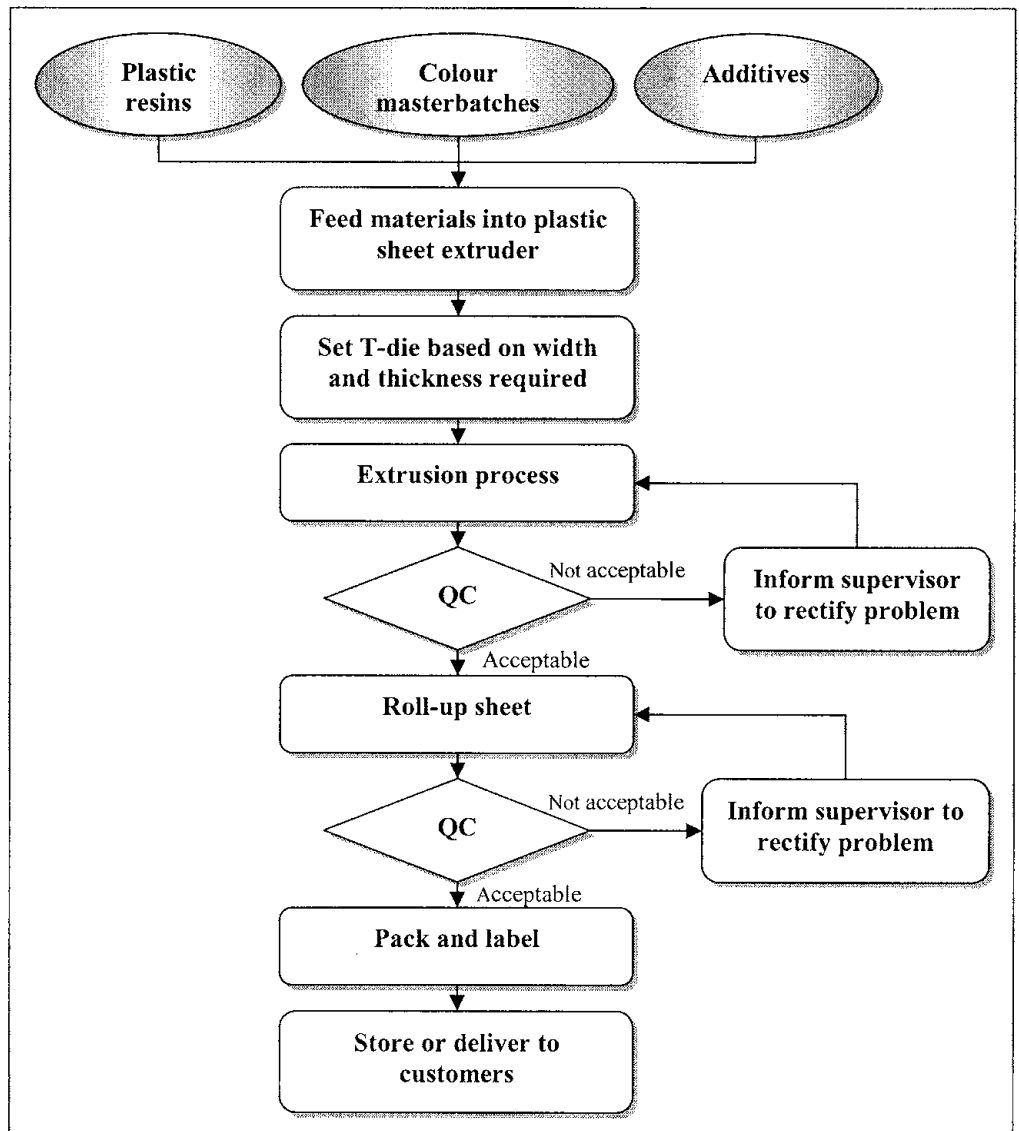 Plastic
resins
Colour
masterbatches
Additives
Feed materials into plastic
sheet extruder
Set T-die based on width
and thickness required
Extrusion process
QC
Not acceptable
Inform supervisor
to rectify problem
Acceptable
Roll-up sheet
QC
Not acceptable
Inform supervisor to
rectify problem
Acceptable
Pack and label
Store or deliver to
customers